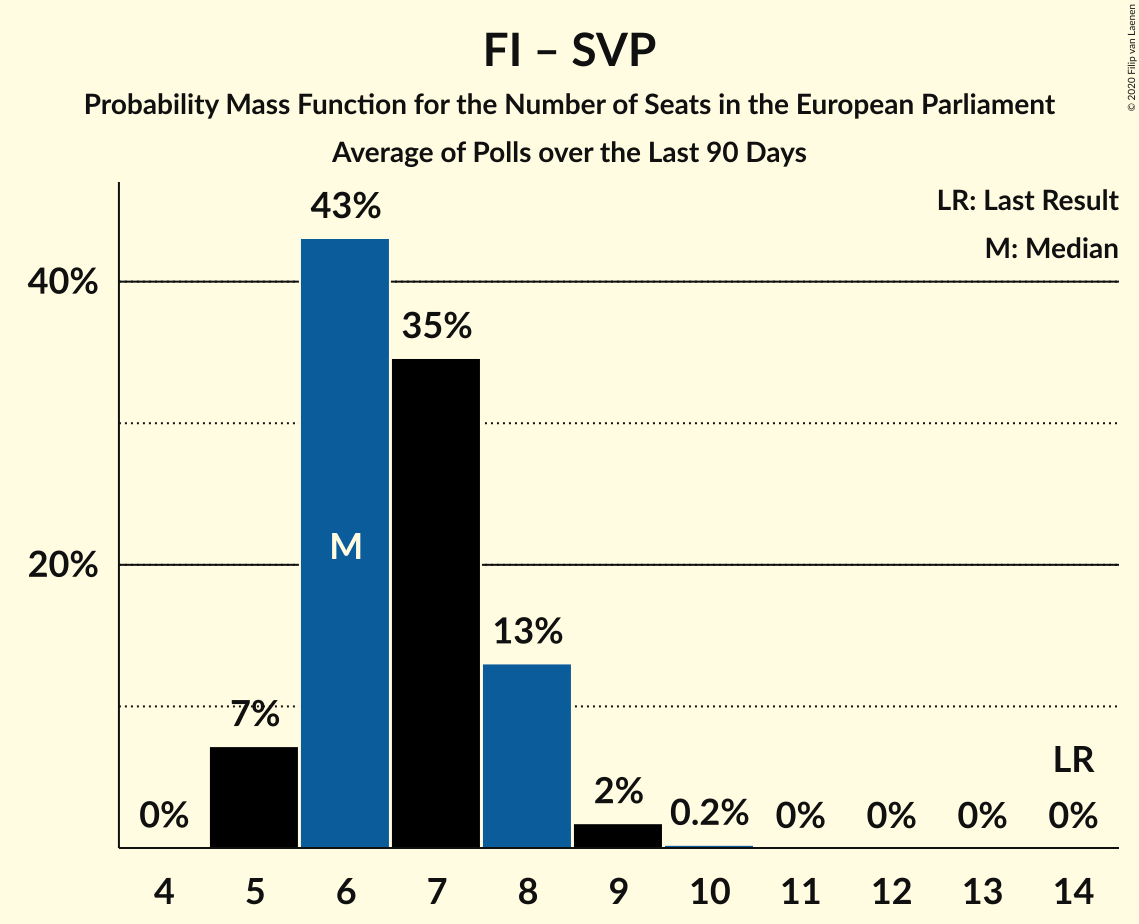 FI – SVP
Probability Mass Function for the Number of Seats in the European Parliament
Average of Polls over the Last 90 Days
© 2020 Filip van Laenen
LR: Last Result
M: Median
40%
20%
0%
7%
43%
M
35%
13%
2%
0.2%
0%
0%
0%
LR
0%
4 5 6 7 8 9 10 11 12 13 14